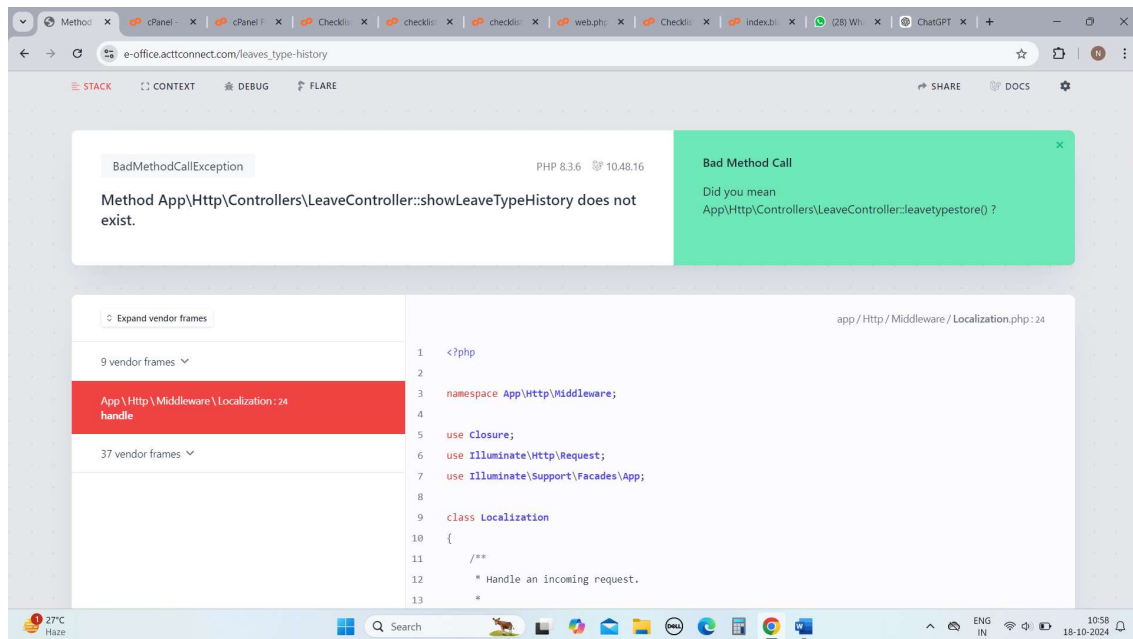 Method
cPanel -
cPanel F
Checklis
checklist
checklist
web.php
Checklis
index.bl
(28) Wh
ChatGPT
e-office.acttconnect.com/leaves_type-history
N
STACK
CONTEXT
DEBUG
FLARE
SHARE
DOCS
BadMethodCallException
PHP 8.3.6
10.48.16
Method App\Http\Controllers\LeaveController::showLeaveTypeHistory does not
exist.
Bad Method Call
Did you mean
App\Http\Controllers\LeaveController::leavetypestore() ?
Expand vendor frames
app / Http / Middleware / Localization.php : 24
9 vendor frames
App \ Http \ Middleware \ Localization : 24
handle
37 vendor frames
1 <?php
2
3 namespace App\Http\Middleware;
4
5 use Closure;
6 use Illuminate\Http\Request;
7 use Illuminate\Support\Facades\App;
8
9 class Localization
10 {
11 /**
12 * Handle an incoming request.
13 *
1
27°C
Haze
Search
DELL
ENG
IN
10:58
18-10-2024